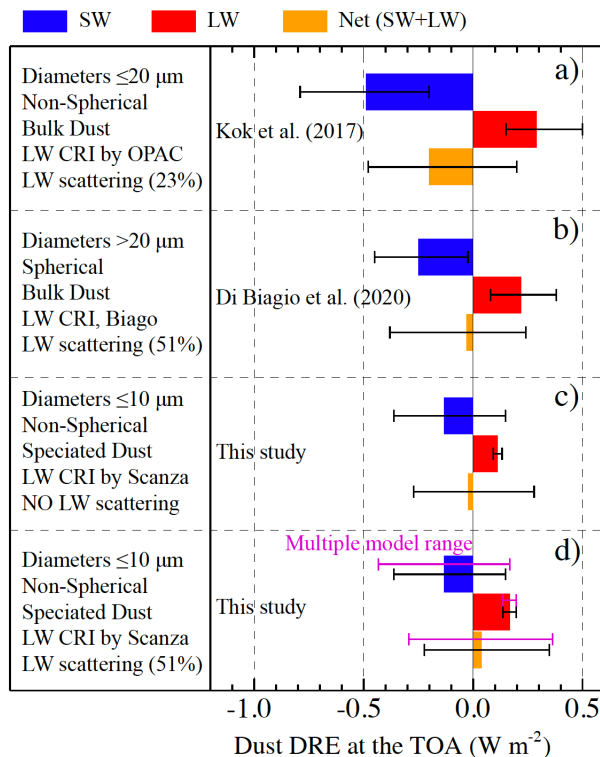 SW LW Net (SW+LW)
a)
Diameters ≤20 μm
Non-Spherical
Bulk Dust
LW CRI by OPAC
LW scattering (23%)
Kok et al. (2017)
b)
Diameters >20 μm
Spherical
Bulk Dust
LW CRI, Biago
LW scattering (51%)
Di Biagio et al. (2020)
c)
Diameters ≤10 μm
Non-Spherical
Speciated Dust
LW CRI by Scanza
NO LW scattering
This study
d)
Multiple model range
Diameters ≤10 μm
Non-Spherical
Speciated Dust
LW CRI by Scanza
LW scattering (51%)
This study
-1.0 -0.5 0.0 0.5
Dust DRE at the TOA (W m⁻²)